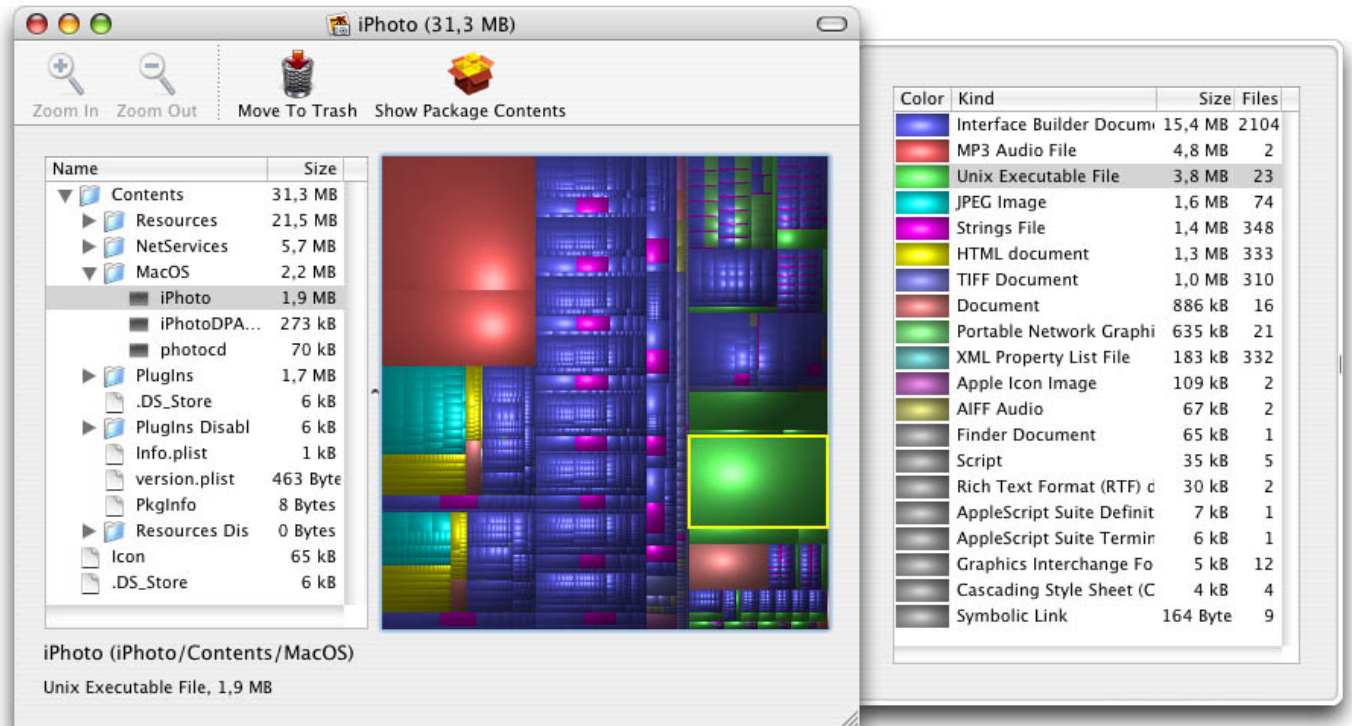 iPhoto (31,3 MB)
Zoom In Zoom Out Move To Trash Show Package Contents
Name Size
Contents 31,3 MB
Resources 21,5 MB
NetServices 5,7 MB
MacOS 2,2 MB
iPhoto 1,9 MB
iPhotoDPA... 273 kB
photocd 70 kB
PlugIns 1,7 MB
.DS_Store 6 kB
PlugIns Disabl 6 kB
Info.plist 1 kB
version.plist 463 Byte
PkgInfo 8 Bytes
Resources Dis 0 Bytes
Icon 65 kB
.DS_Store 6 kB
iPhoto (iPhoto/Contents/MacOS)
Unix Executable File, 1,9 MB
Color Kind Size Files
Interface Builder Docum 15,4 MB 2104
MP3 Audio File 4,8 MB 2
Unix Executable File 3,8 MB 23
JPEG Image 1,6 MB 74
Strings File 1,4 MB 348
HTML document 1,3 MB 333
TIFF Document 1,0 MB 310
Document 886 kB 16
Portable Network Graphi 635 kB 21
XML Property List File 183 kB 332
Apple Icon Image 109 kB 2
AIFF Audio 67 kB 2
Finder Document 65 kB 1
Script 35 kB 5
Rich Text Format (RTF) d 30 kB 2
AppleScript Suite Definit 7 kB 1
AppleScript Suite Termin 6 kB 1
Graphics Interchange Fo 5 kB 12
Cascading Style Sheet (C 4 kB 4
Symbolic Link 164 Byte 9